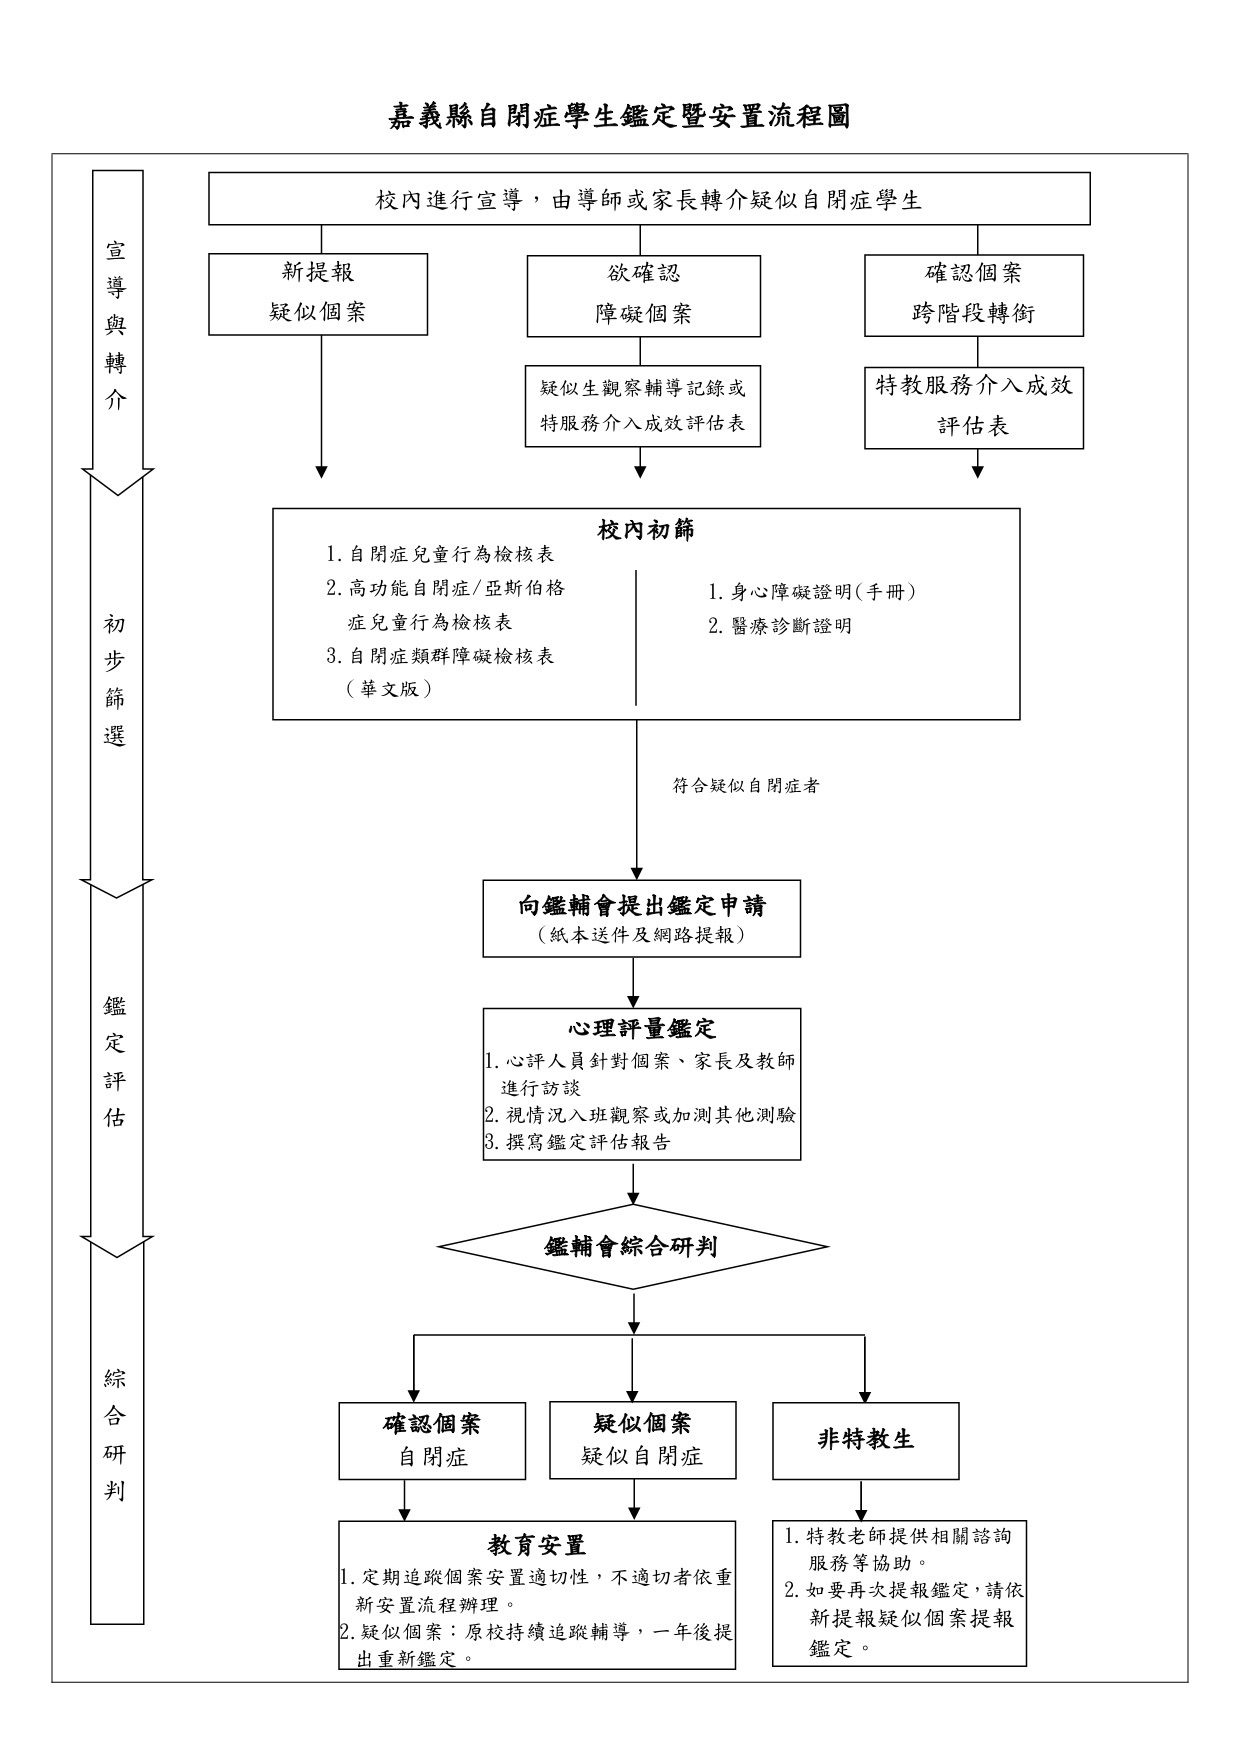 嘉義縣自閉症學生鑑定暨安置流程圖
宣導與轉介
校內進行宣導，由導師或家長轉介疑似自閉症學生
新提報
疑似個案
欲確認
障礙個案
確認個案
跨階段轉銜
疑似生觀察輔導記錄或
特服務介入成效評估表
特教服務介入成效
評估表
初步篩選
校內初篩
1.自閉症兒童行為檢核表
2.高功能自閉症/亞斯伯格
症兒童行為檢核表
3.自閉症類群障礙檢核表
（華文版）
1.身心障礙證明(手冊)
2.醫療診斷證明
符合疑似自閉症者
鑑定評估
向鑑輔會提出鑑定申請
（紙本送件及網路提報）
心理評量鑑定
1.心評人員針對個案、家長及教師
進行訪談
2.視情況入班觀察或加測其他測驗
3.撰寫鑑定評估報告
鑑輔會綜合研判
綜合研判
確認個案
自閉症
疑似個案
疑似自閉症
非特教生
教育安置
1.定期追蹤個案安置適切性，不適切者依重
新安置流程辦理。
2.疑似個案：原校持續追蹤輔導，一年後提
出重新鑑定。
1.特教老師提供相關諮詢
服務等協助。
2.如要再次提報鑑定，請依
新提報疑似個案提報
鑑定。